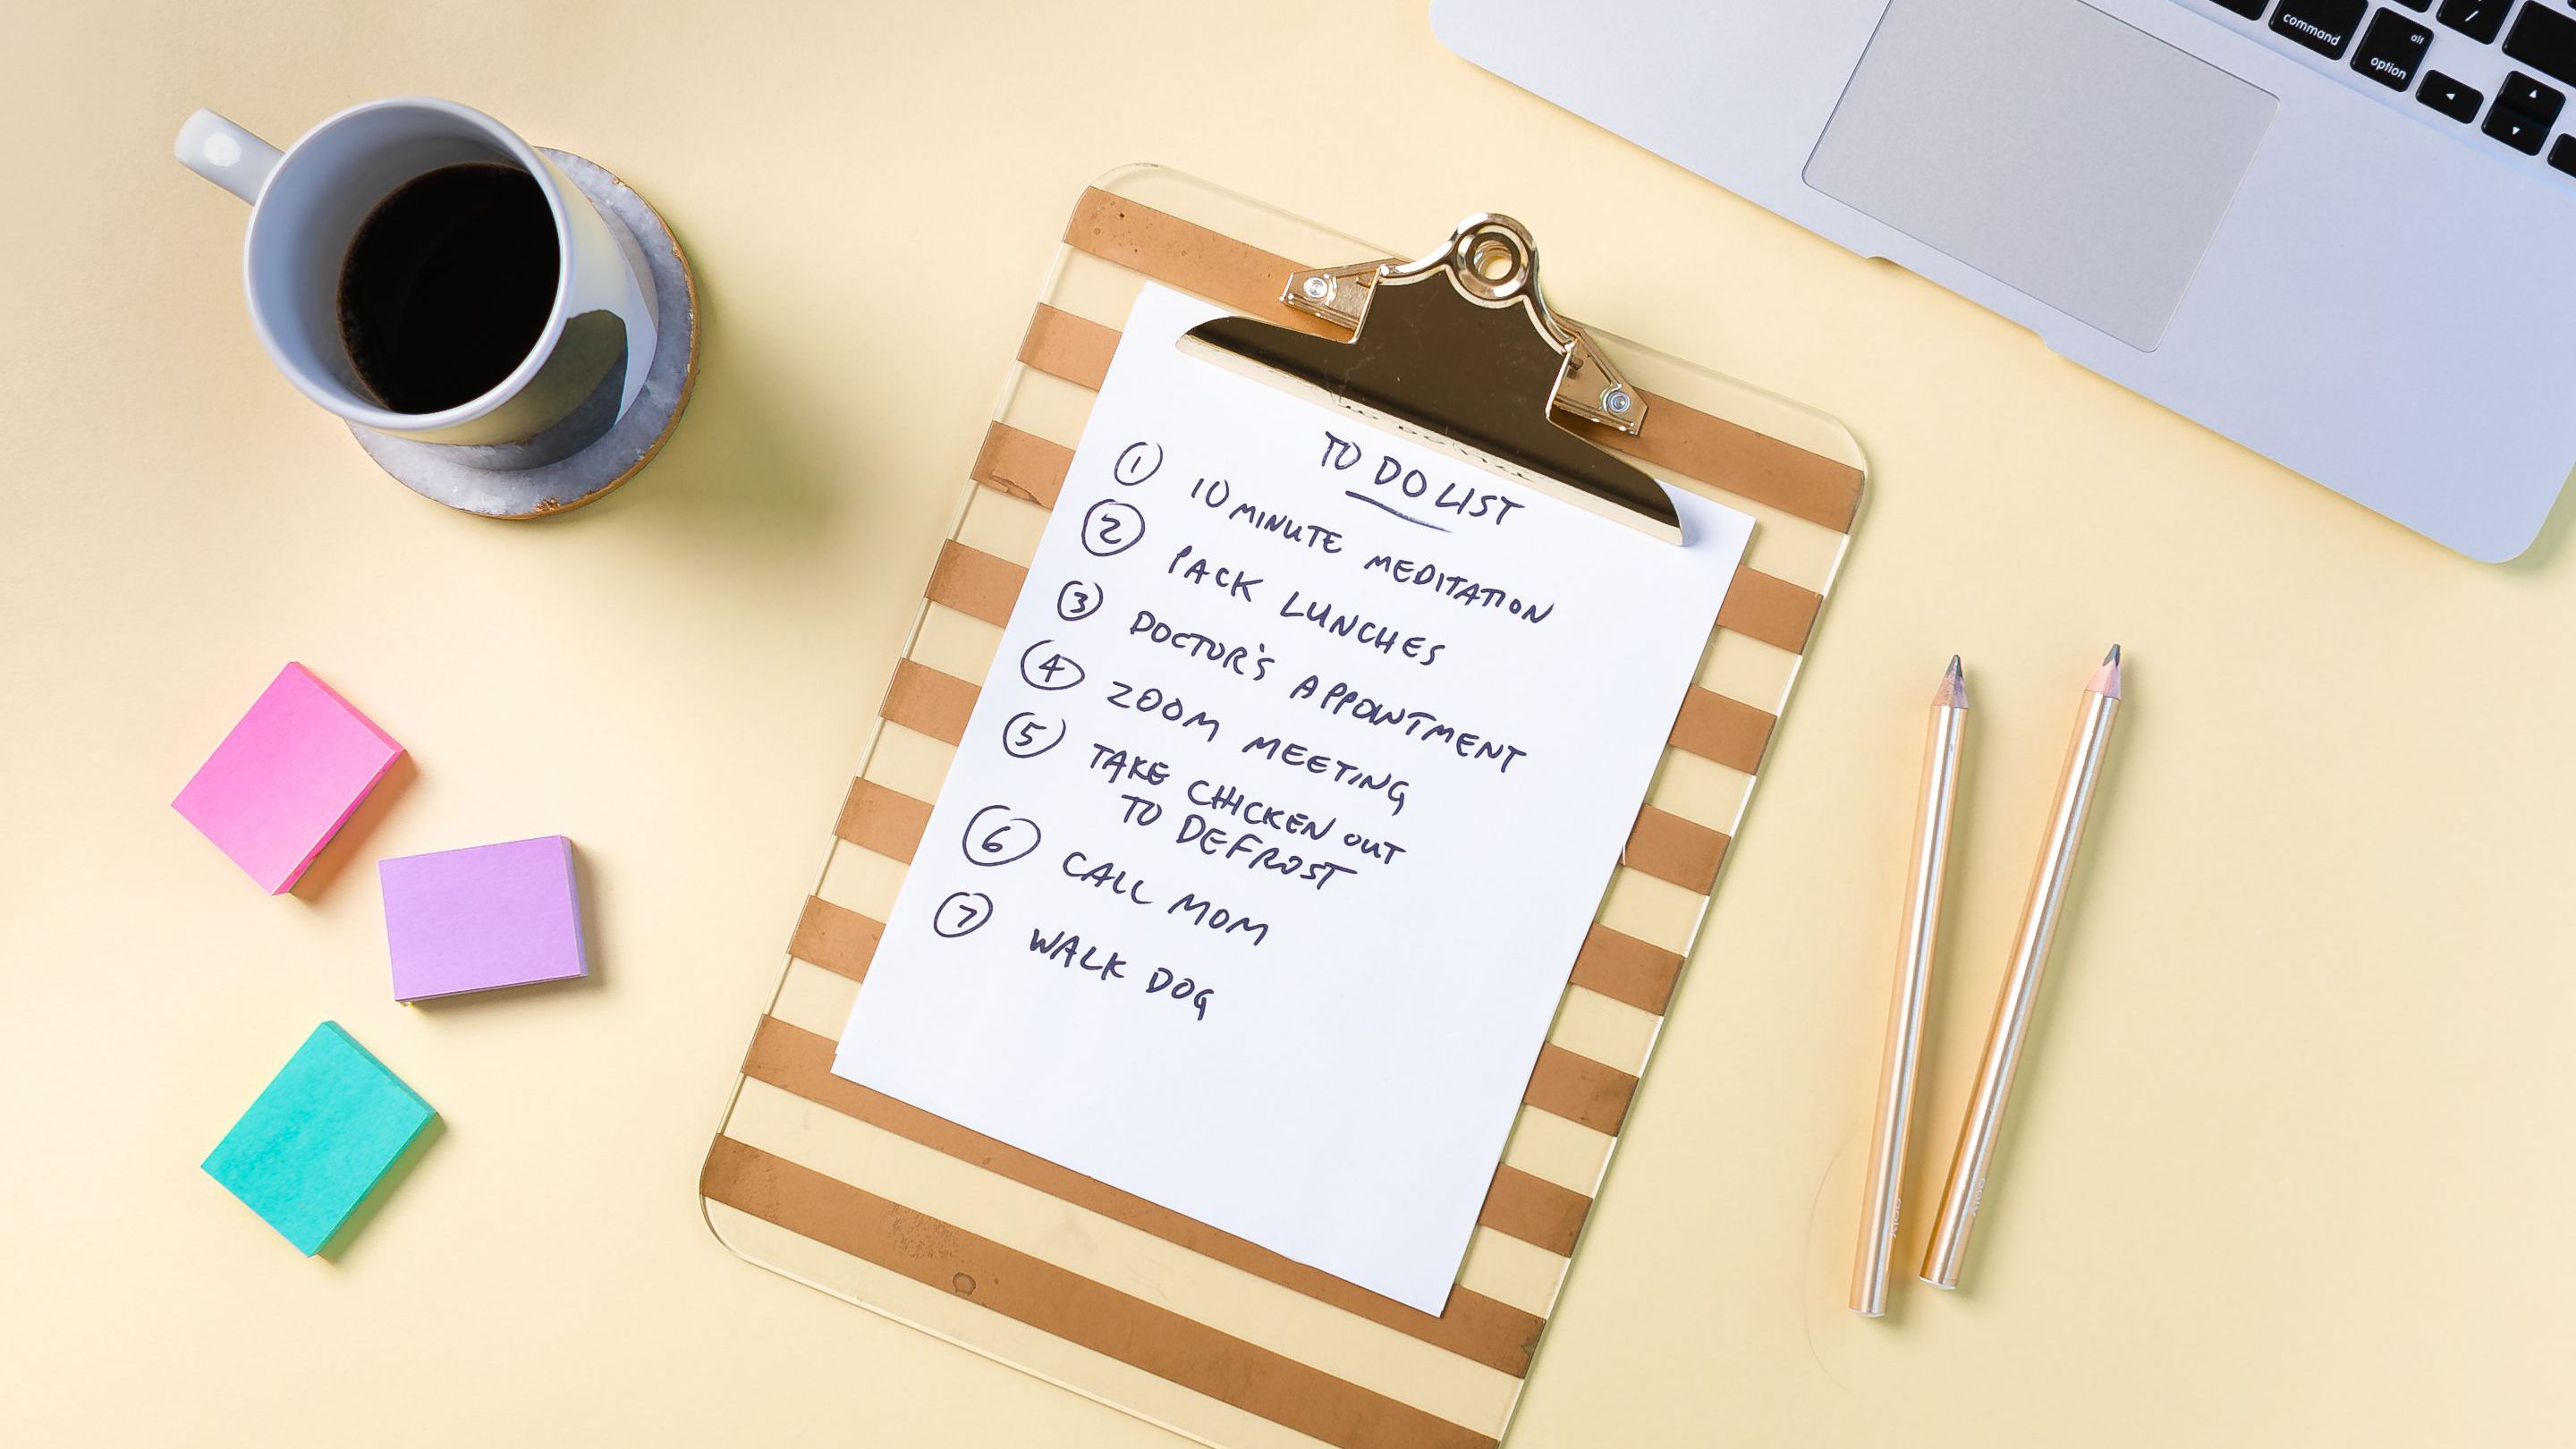 command
alt
option
/
TO DO LIST
1 10 MINUTE MEDITATION
2 PACK LUNCHES
3 DOCTOR'S APPOINTMENT
4 ZOOM MEETING
5 TAKE CHICKEN OUT
TO DEFROST
6 CALL MOM
7 WALK DOG